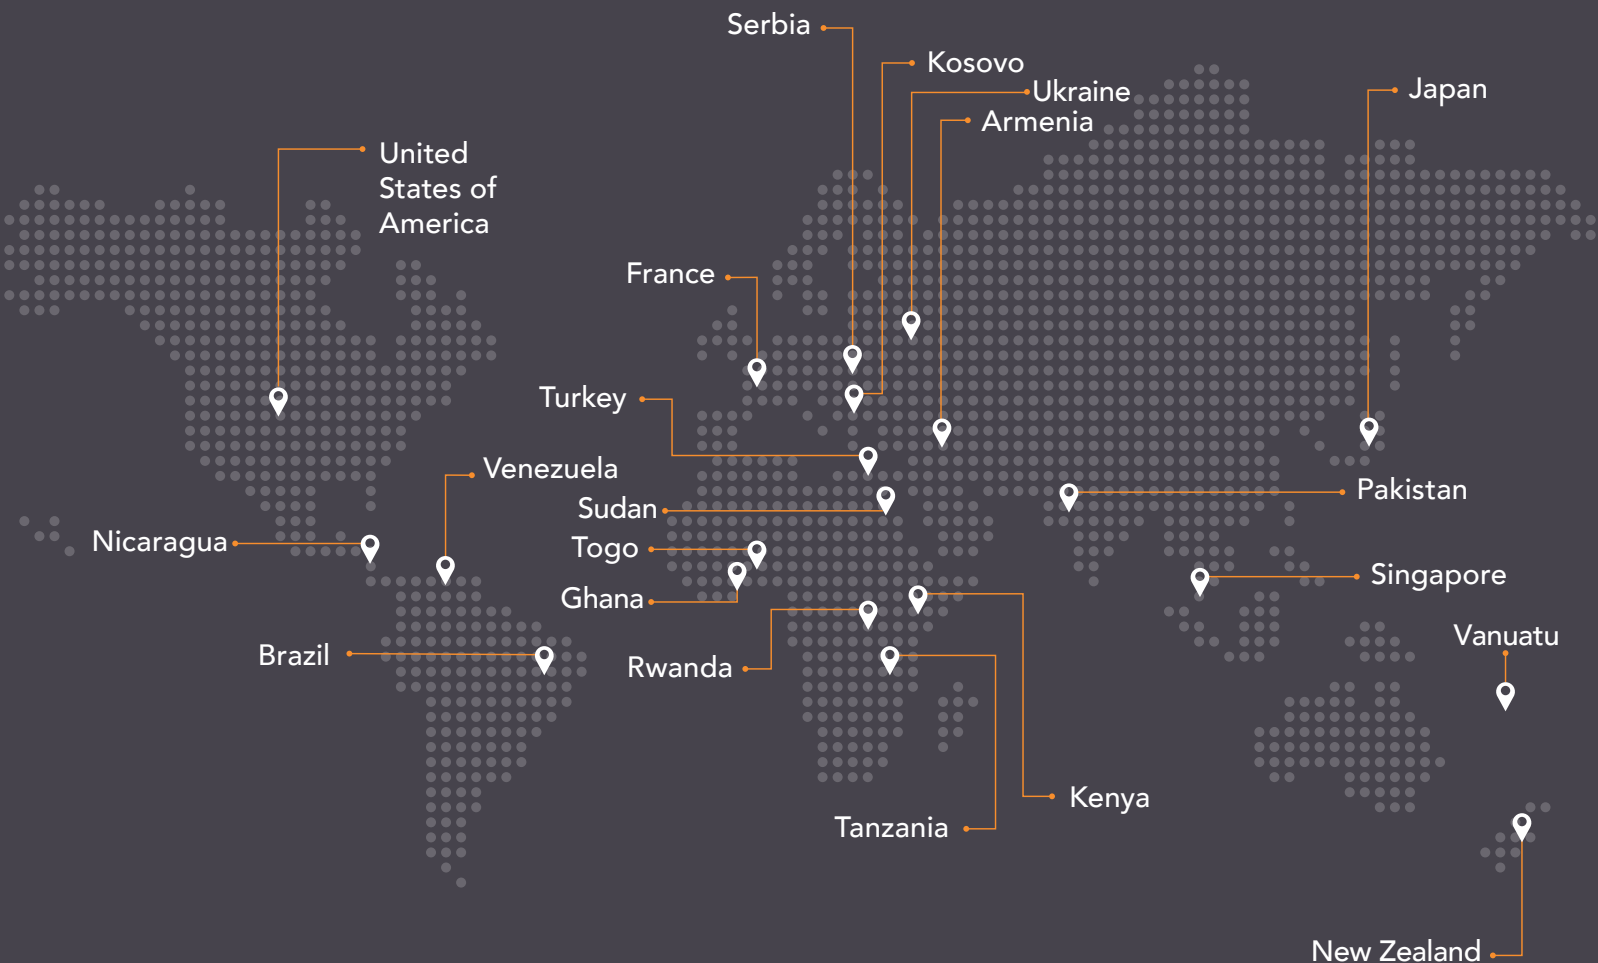 Serbia
Kosovo
Ukraine
Armenia
Japan
United
States of
America
France
Turkey
Venezuela
Sudan
Pakistan
Nicaragua
Togo
Singapore
Ghana
Vanuatu
Brazil
Rwanda
Kenya
Tanzania
New Zealand